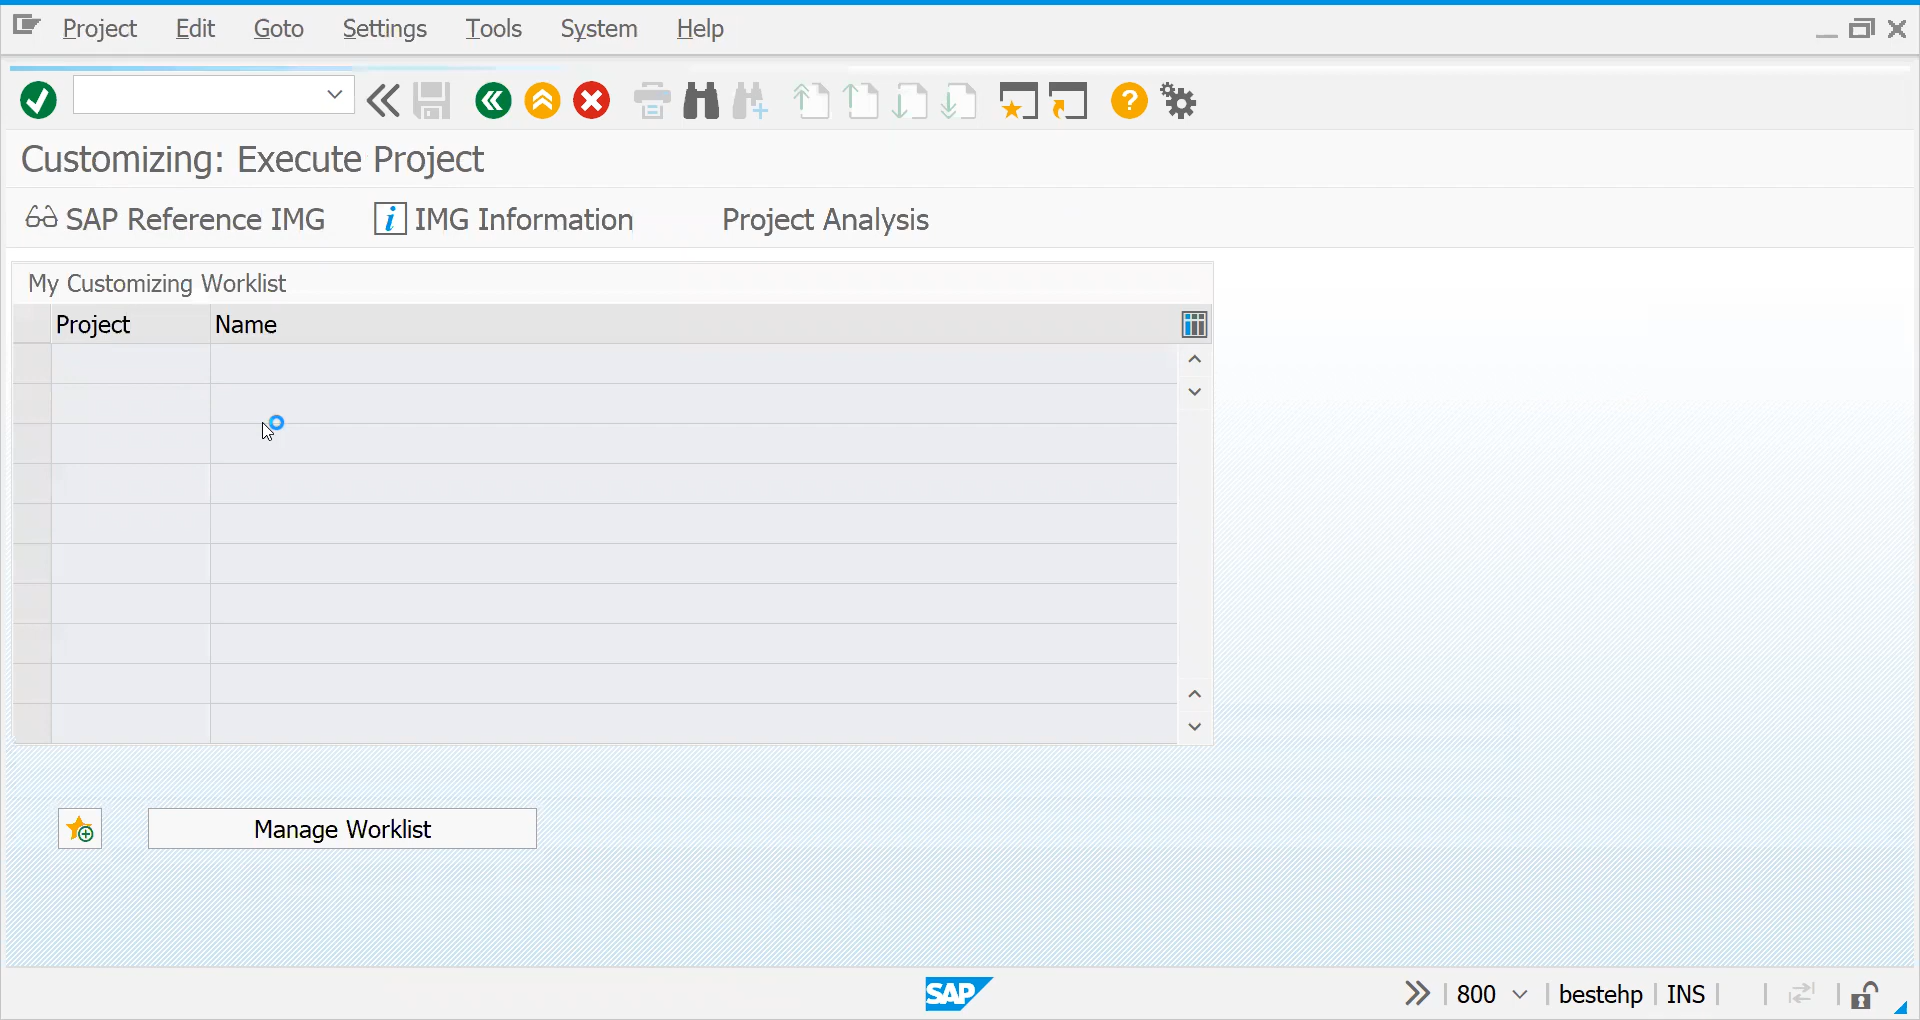 Project Edit Goto Settings Tools System Help
Customizing: Execute Project
SAP Reference IMG i IMG Information Project Analysis
My Customizing Worklist
Project Name
Manage Worklist
SAP 800 bestehp INS